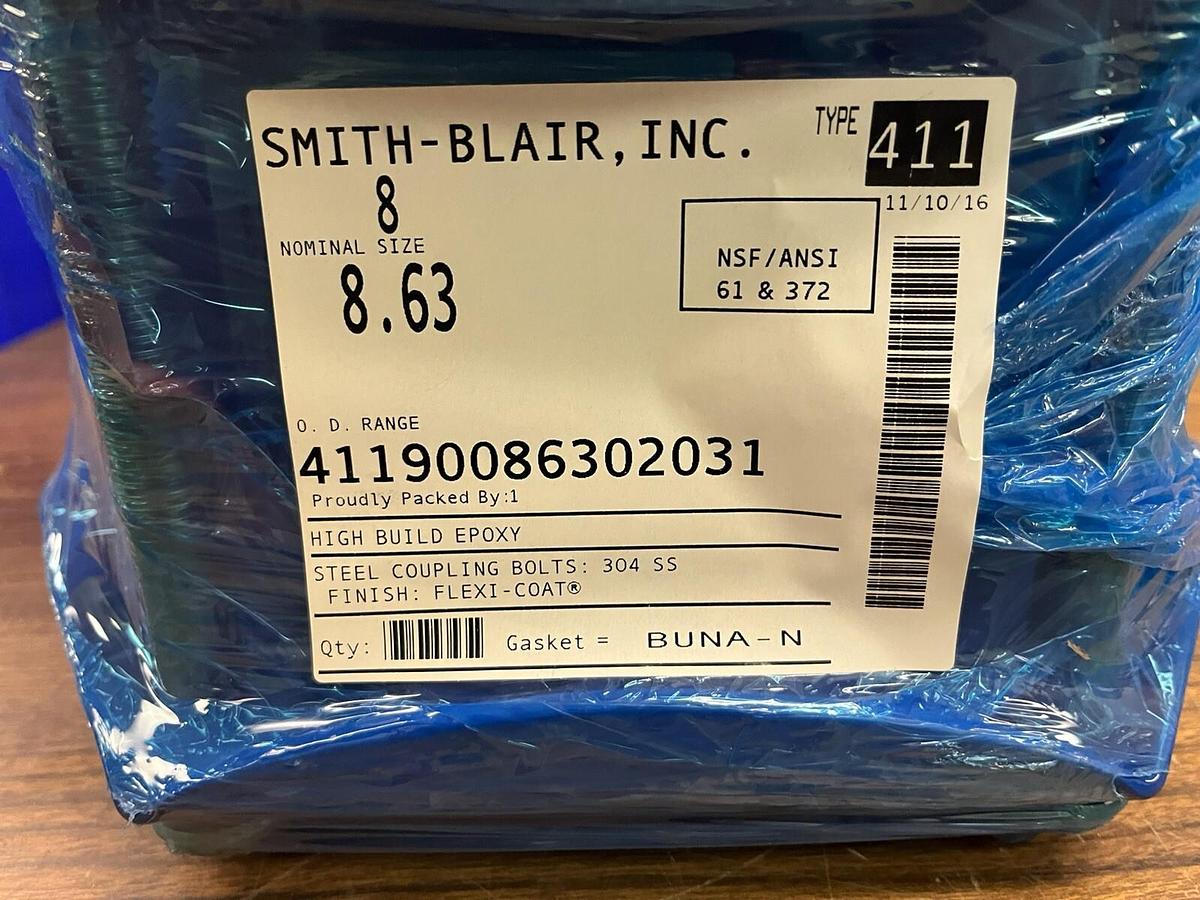 SMITH-BLAIR, INC.
TYPE 411
11/10/16
8
NOMINAL SIZE
8.63
NSF/ANSI
61 & 372
O. D. RANGE
41190086302031
Proudly Packed By:1
HIGH BUILD EPOXY
STEEL COUPLING BOLTS: 304 SS
FINISH: FLEXI-COAT®
Qty: Gasket = BUNA-N